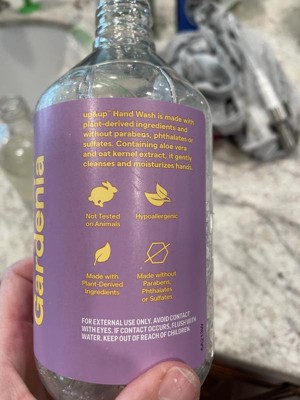 up&up™ Hand Wash is made with
plant-derived ingredients and
without parabens, phthalates or
sulfates. Containing aloe vera
and oat kernel extract, it gently
cleanses and moisturizes hands.
Gardenia
Not Tested
on Animals
Hypoallergenic
Made with
Plant-Derived
Ingredients
Made without
Parabens,
Phthalates
or Sulfates
FOR EXTERNAL USE ONLY. AVOID CONTACT
WITH EYES. IF CONTACT OCCURS, FLUSH WITH
WATER. KEEP OUT OF REACH OF CHILDREN.